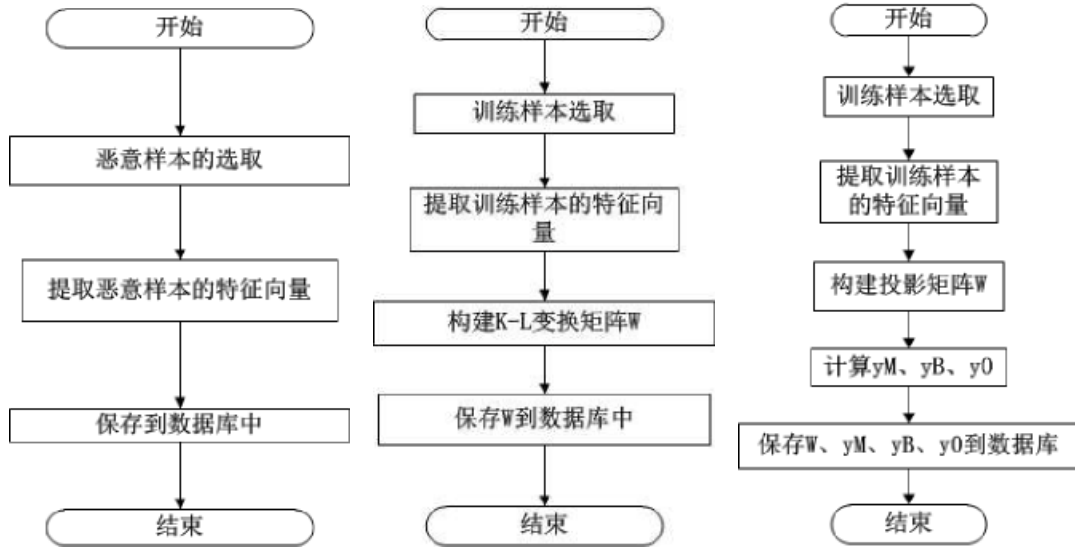 开始
恶意样本的选取
提取恶意样本的特征向量
保存到数据库中
结束
开始
训练样本选取
提取训练样本的特征向
量
构建K-L变换矩阵W
保存W到数据库中
结束
开始
训练样本选取
提取训练样本
的特征向量
构建投影矩阵W
计算yM、yB、y0
保存W、yM、yB、y0到数据库
结束